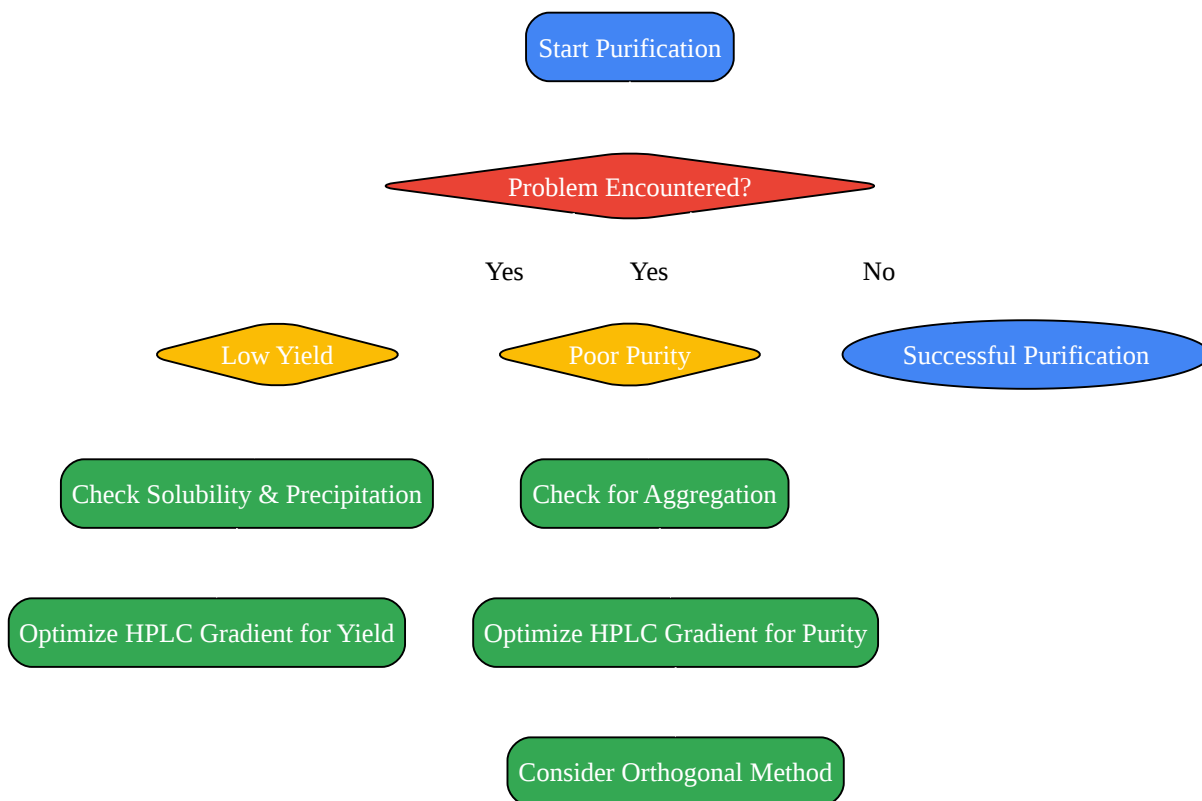 Start Purification
Problem Encountered?
Yes
Yes
No
Low Yield
Poor Purity
Successful Purification
Check Solubility & Precipitation
Check for Aggregation
Optimize HPLC Gradient for Yield
Optimize HPLC Gradient for Purity
Consider Orthogonal Method